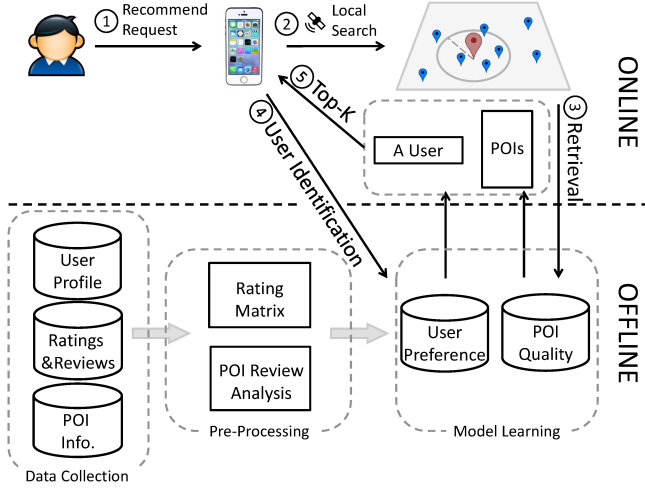 1 Recommend
Request
2 Local
Search
ONLINE
5 Top-K
3 Retrieval
A User
POIs
4 User Identification
OFFLINE
User
Profile
Ratings
&Reviews
POI
Info.
Data Collection
Rating
Matrix
POI Review
Analysis
Pre-Processing
User
Preference
POI
Quality
Model Learning